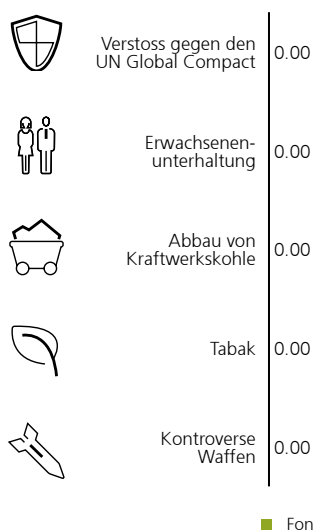 Verstoss gegen den
UN Global Compact
0.00
Erwachsenen-
unterhaltung
0.00
Abbau von
Kraftwerkskohle
0.00
Tabak
0.00
Kontroverse
Waffen
0.00
Fon